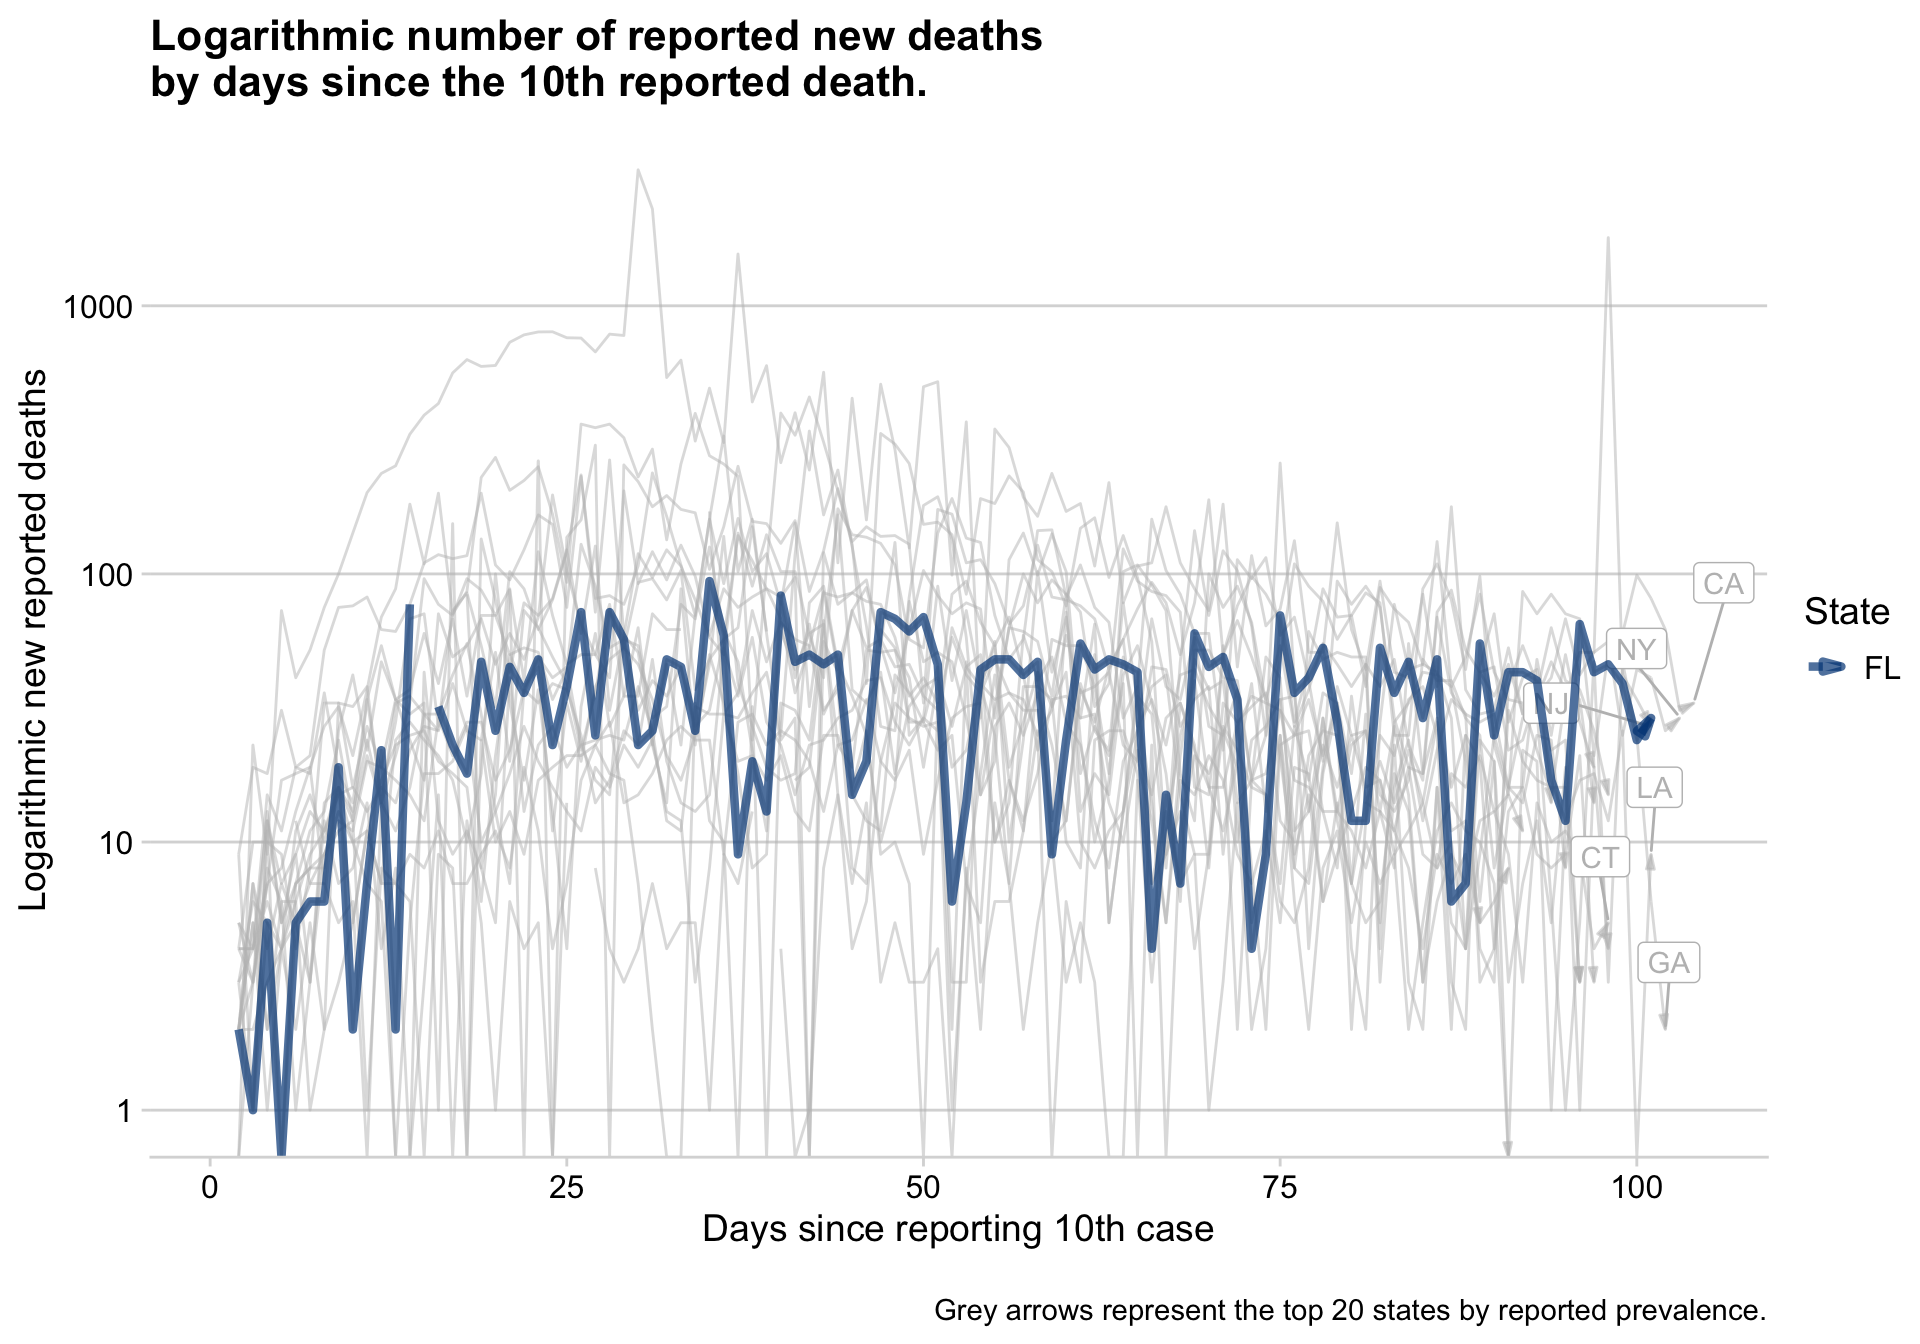 Logarithmic number of reported new deaths
by days since the 10th reported death.
Logarithmic new reported deaths
1000
100
10
1
CA
NY
NJ
LA
CT
GA
State
FL
0
25
50
75
100
Days since reporting 10th case
Grey arrows represent the top 20 states by reported prevalence.